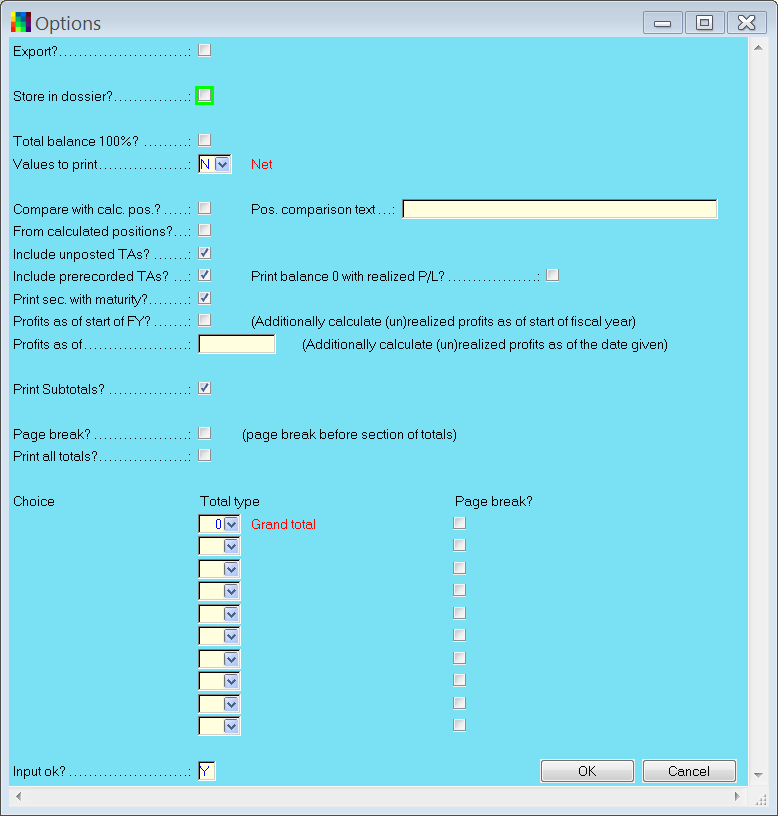 Options
Export?....................:
Store in dossier?...............:
Total balance 100%? .........:
Values to print..................: N Net
Compare with calc. pos.? .....: Pos. comparison text ...:
From calculated positions?...:
Include unposted TAs? .......:
Include prerecorded TAs? ...: Print balance 0 with realized P/L? ..................:
Print sec. with maturity?........:
Profits as of start of FY? .......: (Additionally calculate (un)realized profits as of start of fiscal year)
Profits as of.....................: (Additionally calculate (un)realized profits as of the date given)
Print Subtotals? ................:
Page break? ...................: (page break before section of totals)
Print all totals?..................:
Choice Total type Page break?
0 Grand total
Input ok? ........................: Y OK Cancel